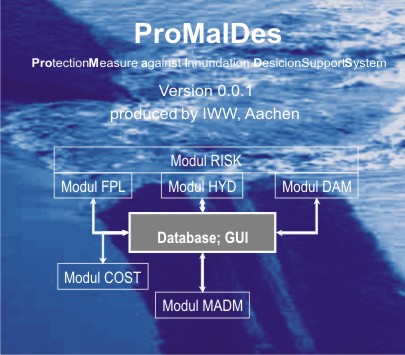 ProMaIDes
ProtectionMeasure against Innundation DesicionSupportSystem
Version 0.0.1
produced by IWW, Aachen
Modul RISK
Modul FPL Modul HYD Modul DAM
Database; GUI
Modul COST
Modul MADM